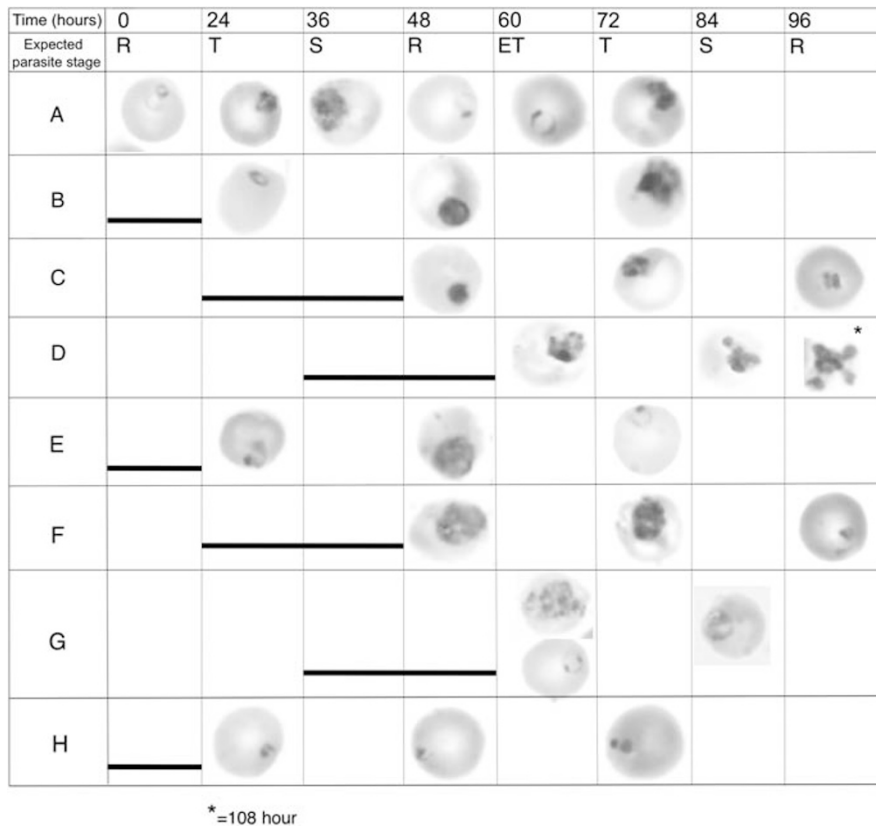 Time (hours) 0 24 36 48 60 72 84 96
Expected parasite stage R T S R ET T S R
A
B
C
D *
E
F
G
H
*=108 hour